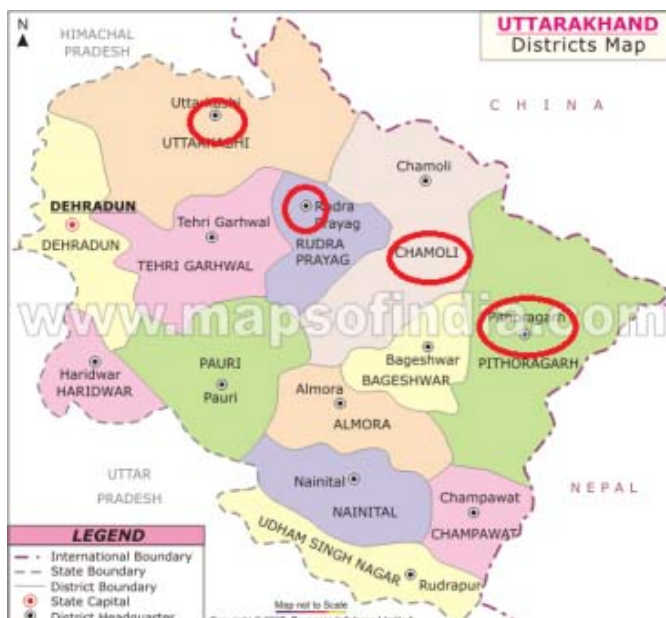 UTTARAKHAND
Districts Map
N
HIMACHAL
PRADESH
CHINA
Uttarkashi
UTTARKASHI
Chamoli
DEHRADUN
DEHRADUN
Tehri Garhwal
TEHRI GARHWAL
Rudra
Prayag
RUDRA
PRAYAG
CHAMOLI
www.mapsofindia.com
Pithoragarh
PITHORAGARH
Haridwar
HARIDWAR
PAURI
Pauri
Bageshwar
BAGESHWAR
Almora
ALMORA
UTTAR
PRADESH
Nainital
NAINITAL
Champawat
CHAMPAWAT
NEPAL
UDHAM SINGH NAGAR
Rudrapur
LEGEND
International Boundary
State Boundary
District Boundary
State Capital
District Headquarter
Map not to Scale